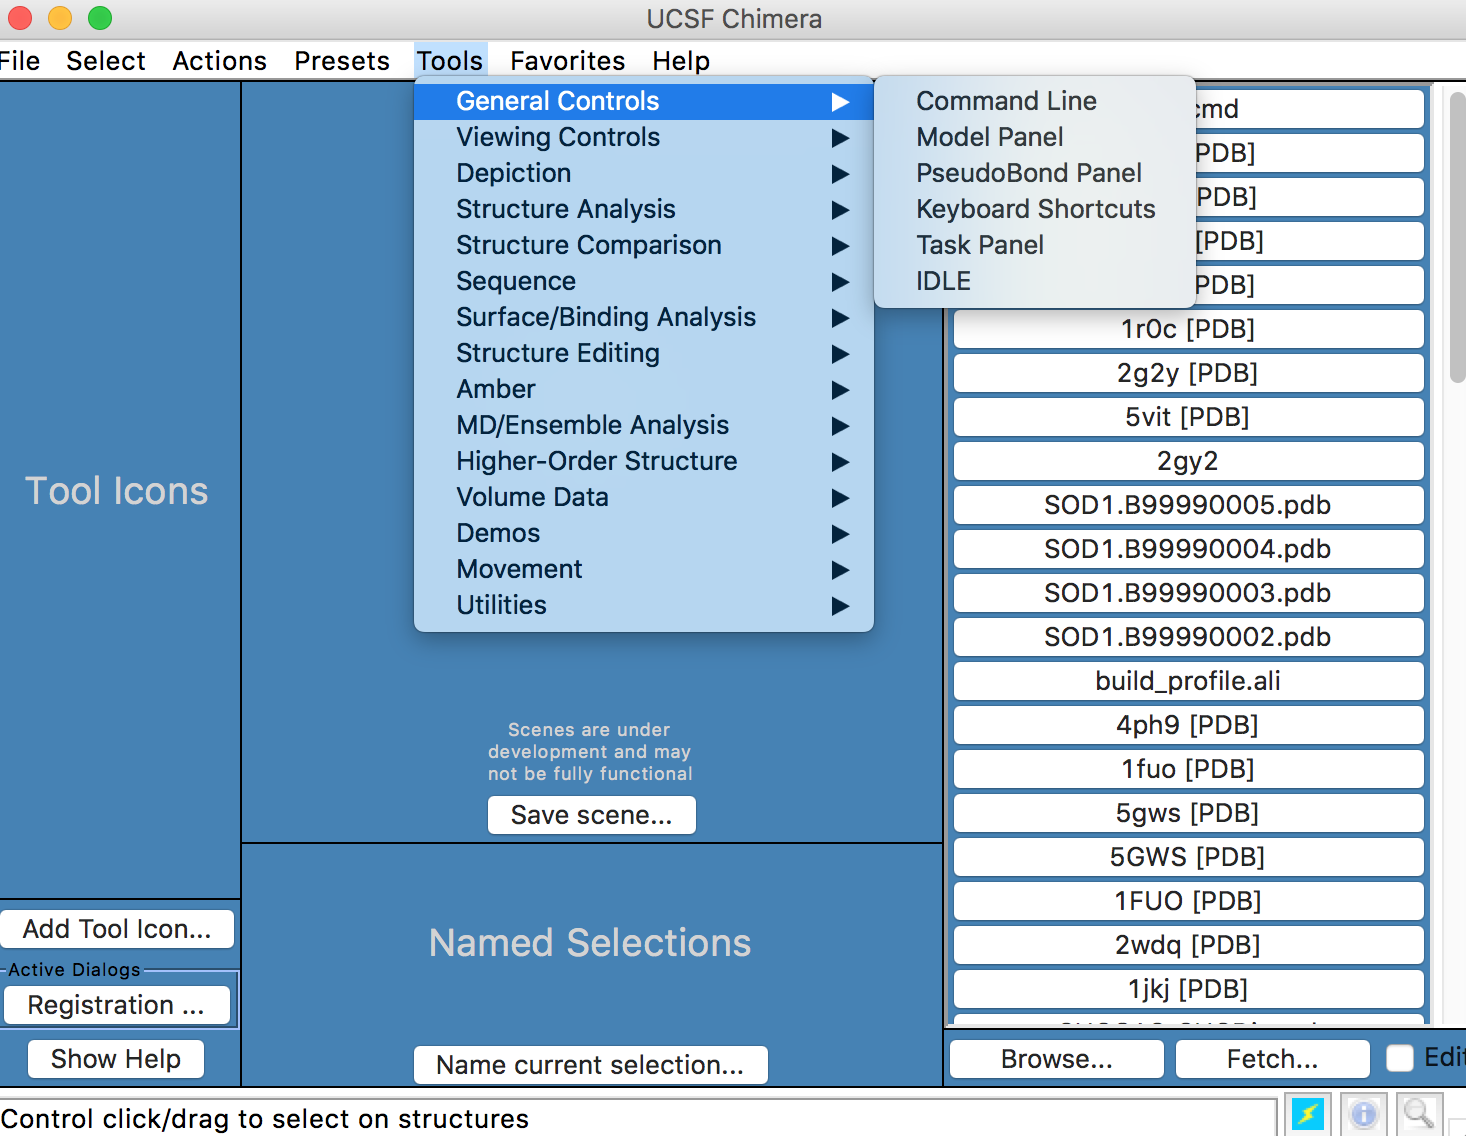 UCSF Chimera
File Select Actions Presets Tools Favorites Help
General Controls
Viewing Controls
Depiction
Structure Analysis
Structure Comparison
Sequence
Surface/Binding Analysis
Structure Editing
Amber
MD/Ensemble Analysis
Higher-Order Structure
Volume Data
Demos
Movement
Utilities
Command Line
Model Panel
PseudoBond Panel
Keyboard Shortcuts
Task Panel
IDLE
cmd
[PDB]
[PDB]
[PDB]
[PDB]
1r0c [PDB]
2g2y [PDB]
5vit [PDB]
2gy2
SOD1.B99990005.pdb
SOD1.B99990004.pdb
SOD1.B99990003.pdb
SOD1.B99990002.pdb
build_profile.ali
4ph9 [PDB]
1fuo [PDB]
5gws [PDB]
5GWS [PDB]
1FUO [PDB]
2wdq [PDB]
1jkj [PDB]
Tool Icons
Scenes are under
development and may
not be fully functional
Save scene...
Named Selections
Name current selection...
Add Tool Icon...
Active Dialogs
Registration ...
Show Help
Browse...
Fetch...
Edit
Control click/drag to select on structures